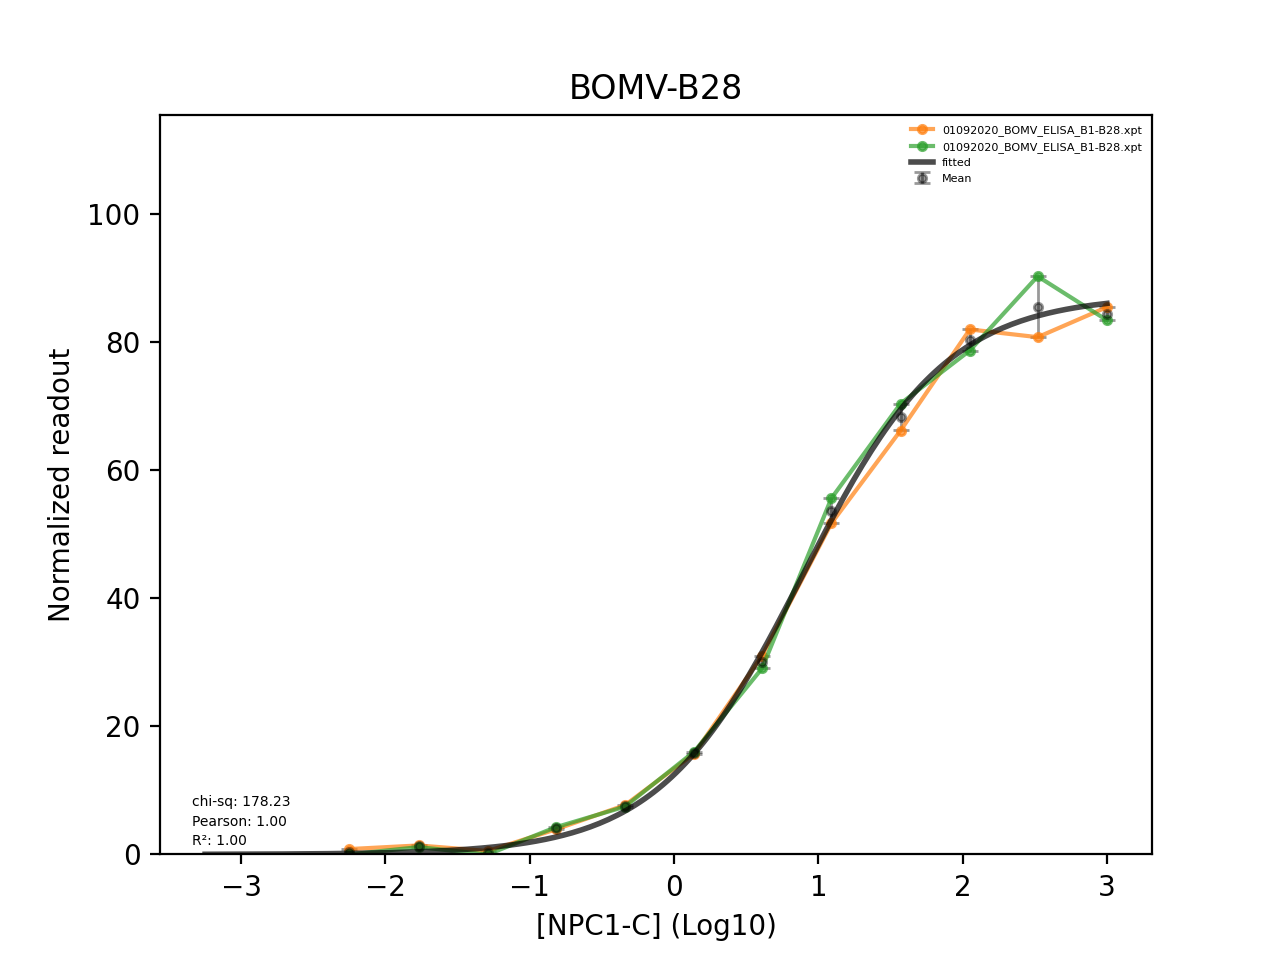 BOMV-B28
01092020_BOMV_ELISA_B1-B28.xpt
01092020_BOMV_ELISA_B1-B28.xpt
fitted
Mean
100
80
60
40
20
0
Normalized readout
chi-sq: 178.23
Pearson: 1.00
R²: 1.00
−3 −2 −1 0 1 2 3
[NPC1-C] (Log10)